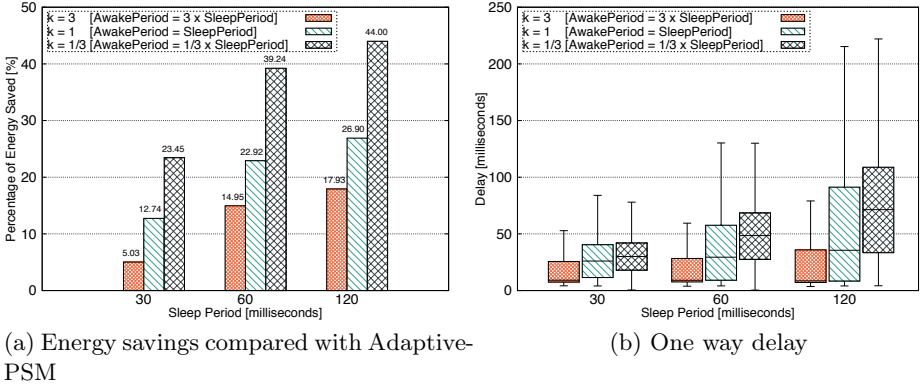 50
40
30
20
10
0
Percentage of Energy Saved [%]
k = 3 [AwakePeriod = 3 x SleepPeriod]
k = 1 [AwakePeriod = SleepPeriod]
k = 1/3 [AwakePeriod = 1/3 x SleepPeriod]
5.03
12.74
23.45
14.95
22.92
39.24
17.93
26.90
44.00
30
60
120
Sleep Period [milliseconds]
(a) Energy savings compared with Adaptive-
PSM
250
200
150
100
50
0
Delay [milliseconds]
k = 3 [AwakePeriod = 3 x SleepPeriod]
k = 1 [AwakePeriod = SleepPeriod]
k = 1/3 [AwakePeriod = 1/3 x SleepPeriod]
30
60
120
Sleep Period [milliseconds]
(b) One way delay